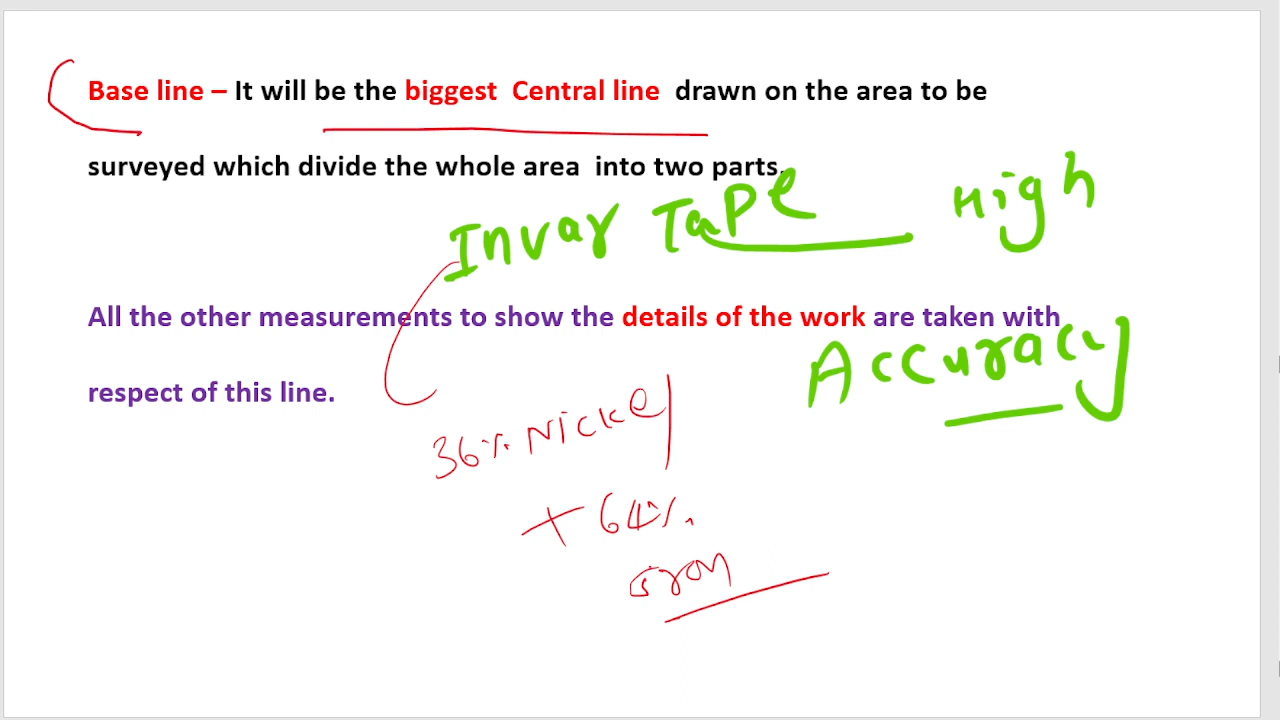 Base line – It will be the biggest Central line drawn on the area to be
surveyed which divide the whole area into two parts.
Invar Tape High
All the other measurements to show the details of the work are taken with
Accuracy
respect of this line.
36% Nickel
+ 64%
iron